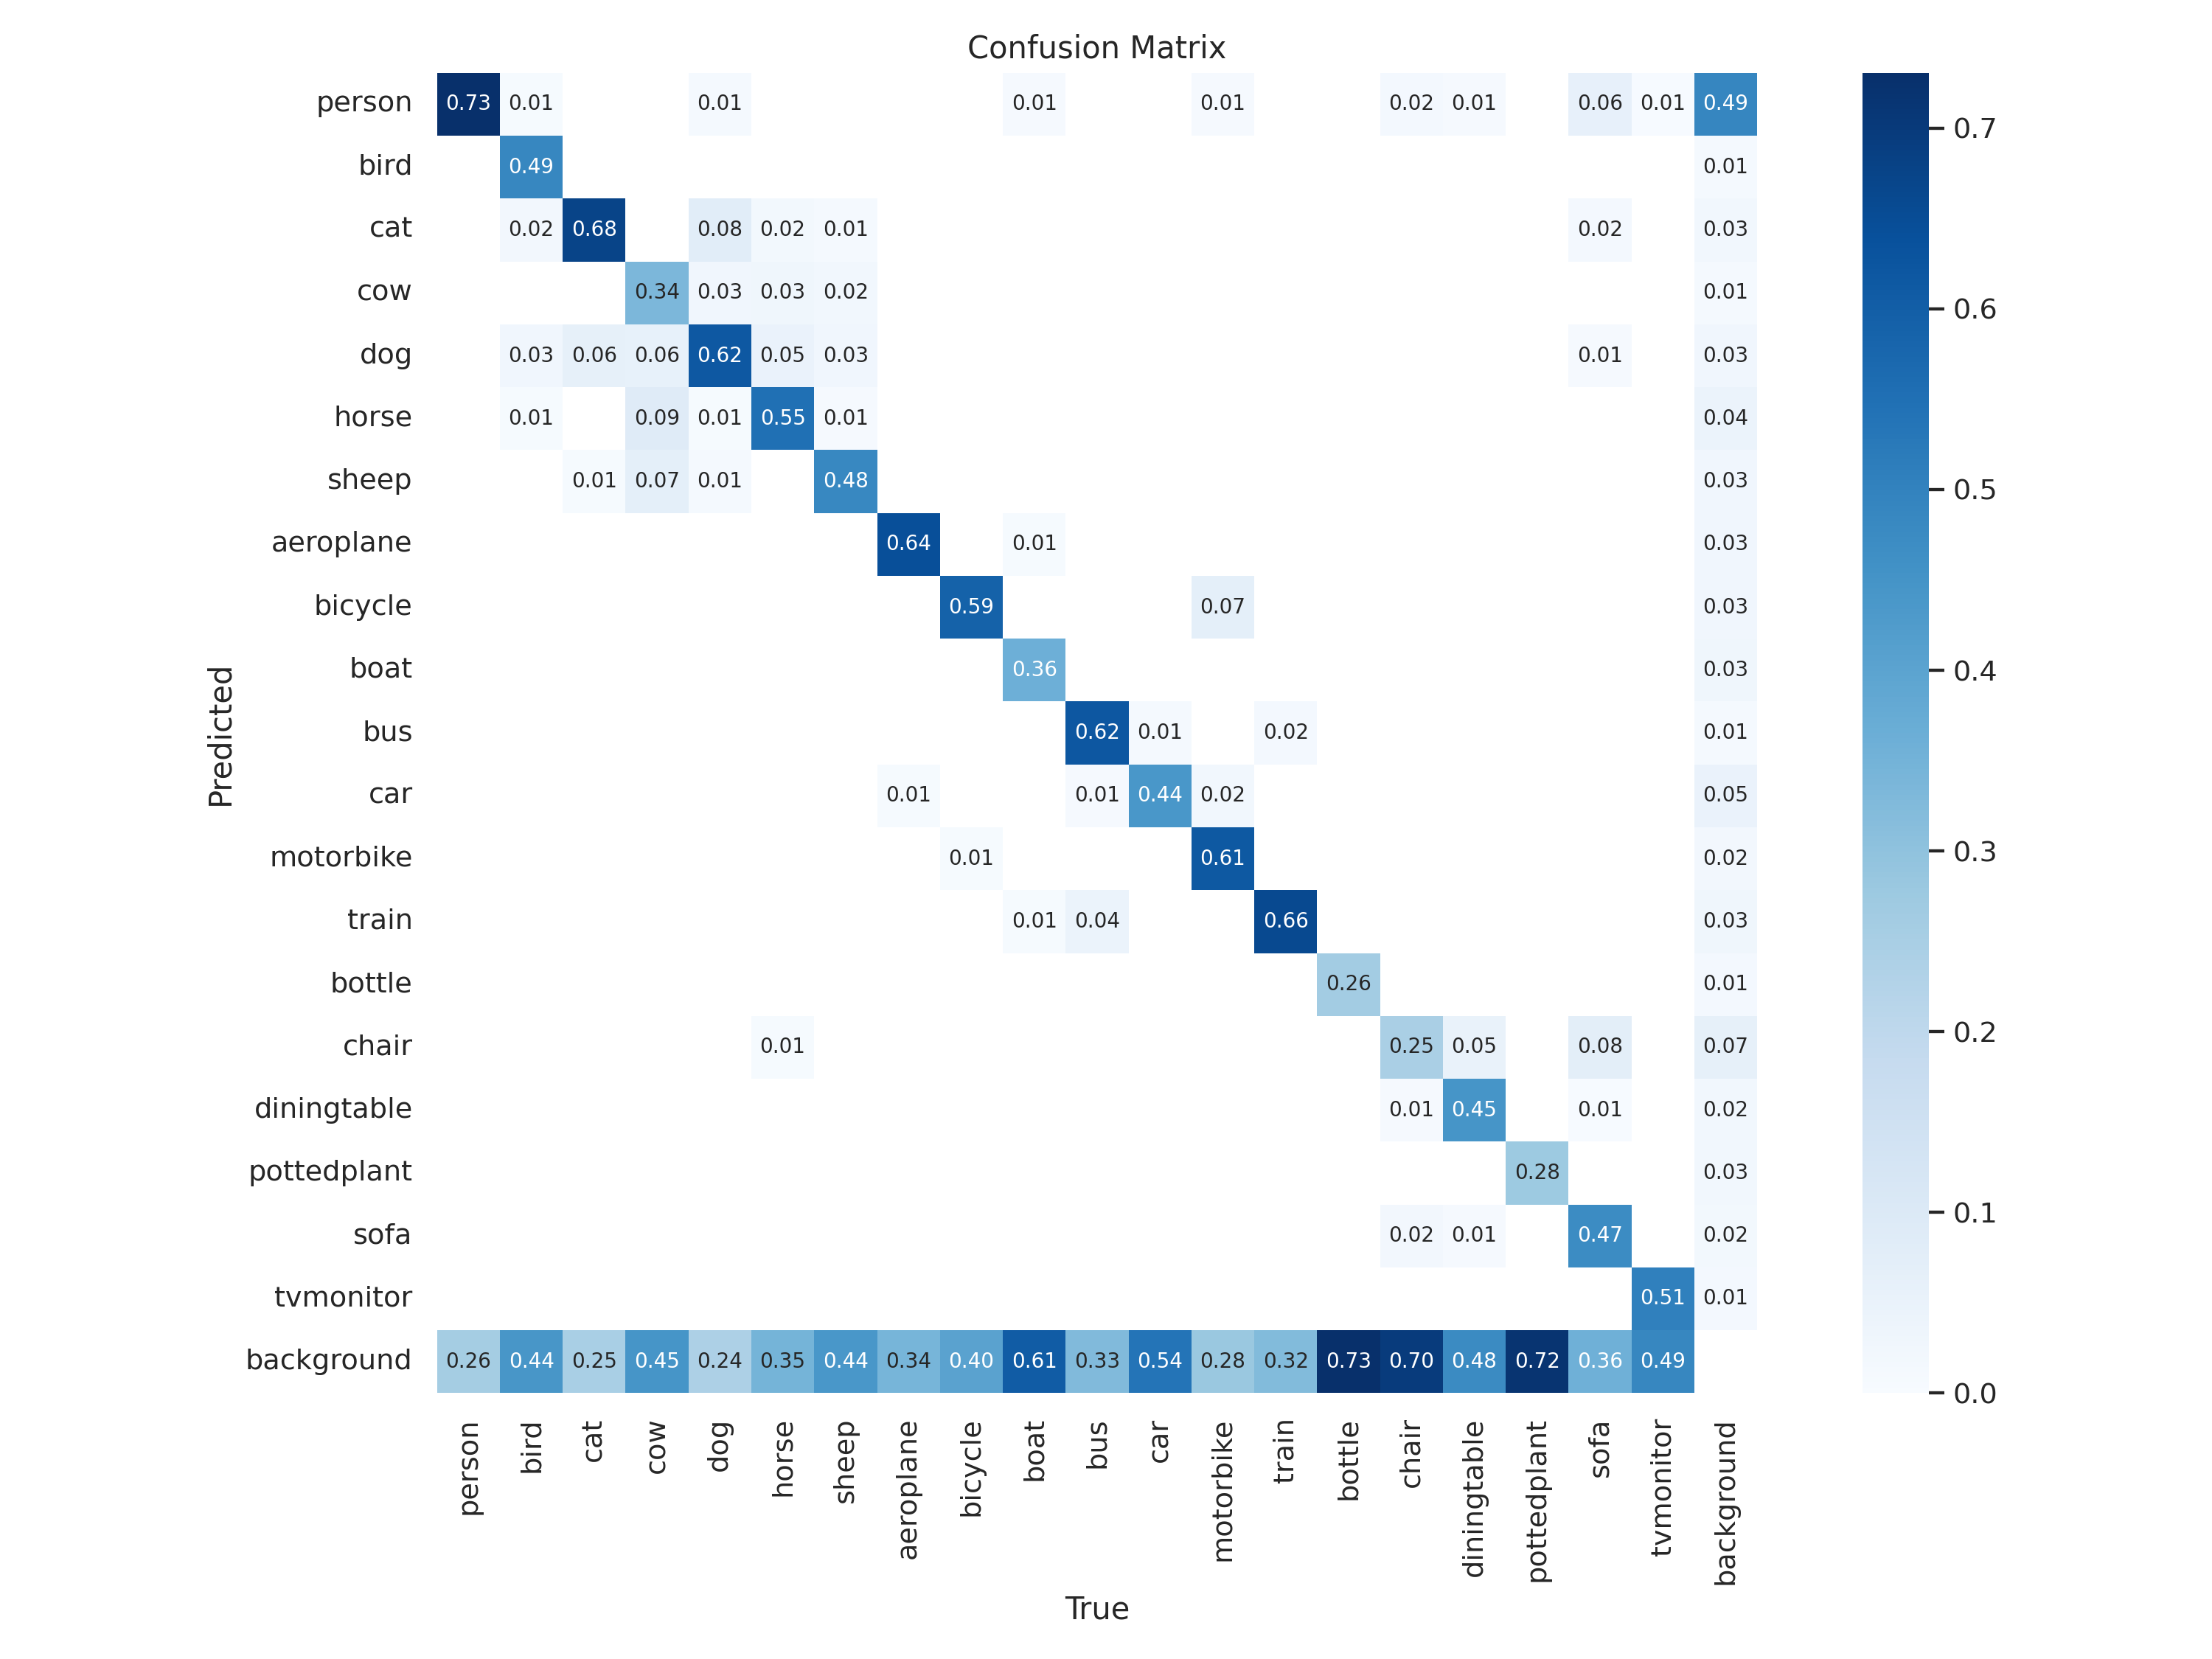 Confusion Matrix
person 0.73 0.01 0.01 0.01 0.01 0.02 0.01 0.06 0.01 0.49
0.7
bird 0.49 0.01
cat 0.02 0.68 0.08 0.02 0.01 0.02 0.03
cow 0.34 0.03 0.03 0.02 0.01
0.6
dog 0.03 0.06 0.06 0.62 0.05 0.03 0.01 0.03
horse 0.01 0.09 0.01 0.55 0.01 0.04
sheep 0.01 0.07 0.01 0.48 0.03
0.5
aeroplane 0.64 0.01 0.03
bicycle 0.59 0.07 0.03
boat 0.36 0.03
0.4
Predicted
bus 0.62 0.01 0.02 0.01
car 0.01 0.01 0.44 0.02 0.05
motorbike 0.01 0.61 0.02
0.3
train 0.01 0.04 0.66 0.03
bottle 0.26 0.01
chair 0.01 0.25 0.05 0.08 0.07
0.2
diningtable 0.01 0.45 0.01 0.02
pottedplant 0.28 0.03
sofa 0.02 0.01 0.47 0.02
0.1
tvmonitor 0.51 0.01
background 0.26 0.44 0.25 0.45 0.24 0.35 0.44 0.34 0.40 0.61 0.33 0.54 0.28 0.32 0.73 0.70 0.48 0.72 0.36 0.49
0.0
person bird cat cow dog horse sheep aeroplane bicycle boat bus car motorbike train bottle chair diningtable pottedplant sofa tvmonitor background
True